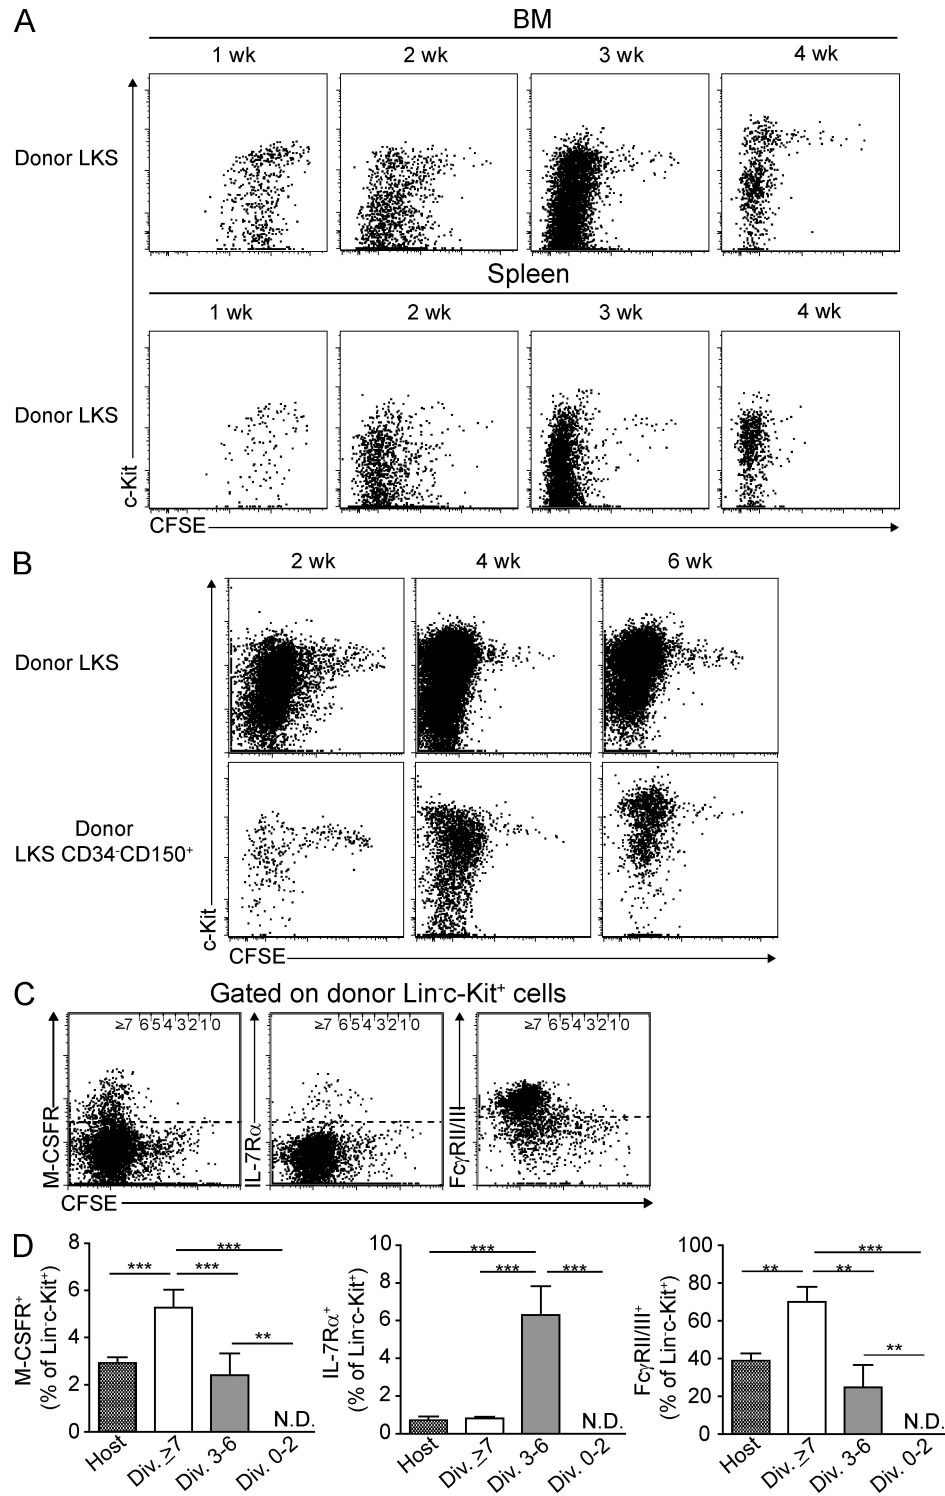 A
BM
1 wk 2 wk 3 wk 4 wk
Donor LKS
Spleen
1 wk 2 wk 3 wk 4 wk
Donor LKS
c-Kit
CFSE
B
2 wk 4 wk 6 wk
Donor LKS
Donor
LKS CD34⁻CD150⁺
c-Kit
CFSE
C
Gated on donor Lin⁻c-Kit⁺ cells
≥7 6 5 4 3 2 1 0
≥7 6 5 4 3 2 1 0
≥7 6 5 4 3 2 1 0
M-CSFR
IL-7Rα
FcγRII/III
CFSE
D
M-CSFR⁺
(% of Lin⁻c-Kit⁺)
8
6
4
2
0
*** *** *** **
N.D.
Host Div. ≥7 Div. 3-6 Div. 0-2
IL-7Rα⁺
(% of Lin⁻c-Kit⁺)
10
8
6
4
2
0
*** *** ***
N.D.
Host Div. ≥7 Div. 3-6 Div. 0-2
FcγRII/III⁺
(% of Lin⁻c-Kit⁺)
100
80
60
40
20
0
*** ** ** **
N.D.
Host Div. ≥7 Div. 3-6 Div. 0-2